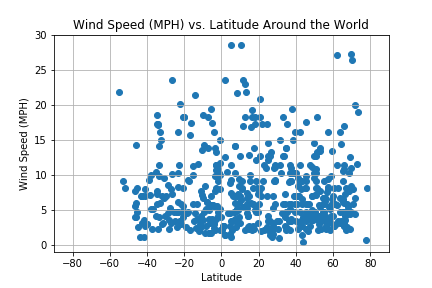 Wind Speed (MPH) vs. Latitude Around the World
30
25
20
15
10
5
0
Wind Speed (MPH)
−80 −60 −40 −20 0 20 40 60 80
Latitude